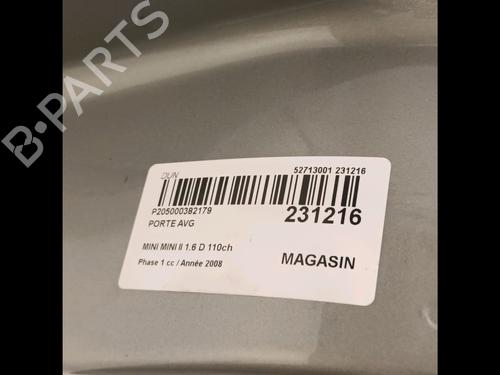 B-PARTS
DUN
52713001 231216
P205000382179
231216
PORTE AVG
MINI MINI II 1.6 D 110ch
Phase 1 cc / Année 2008
MAGASIN